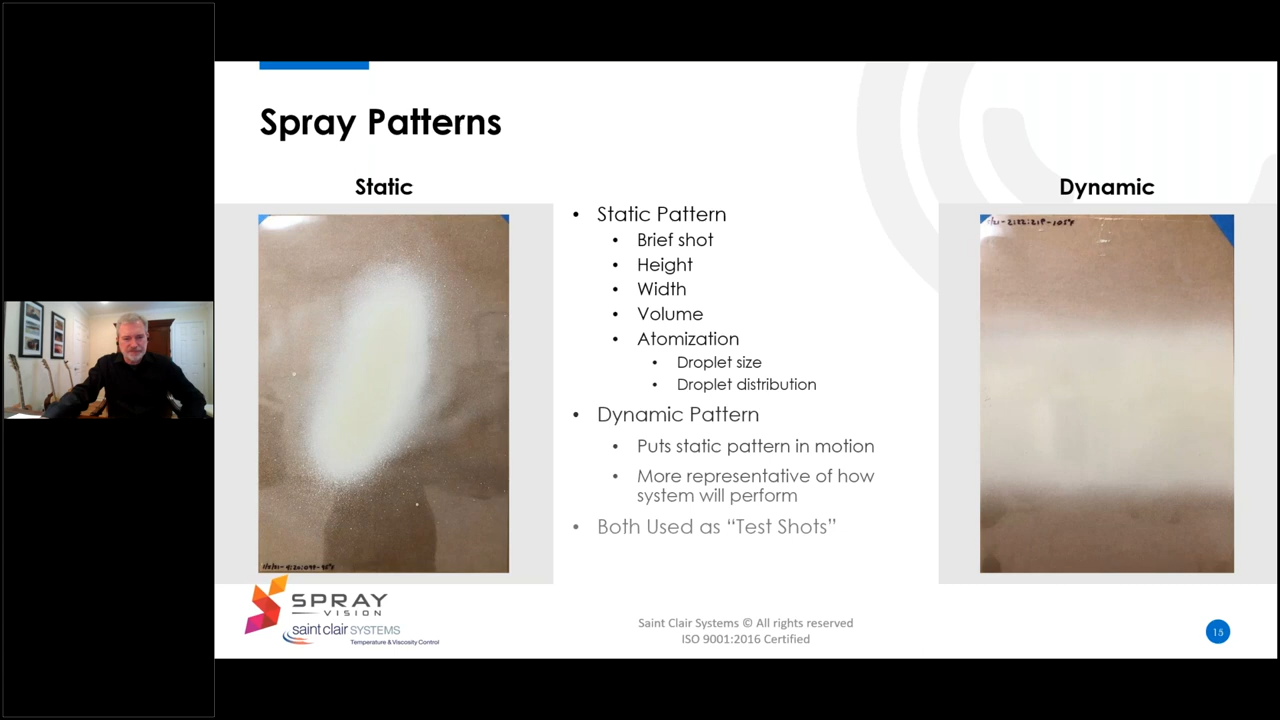 Spray Patterns
Static
Dynamic
• Static Pattern
• Brief shot
• Height
• Width
• Volume
• Atomization
• Droplet size
• Droplet distribution
• Dynamic Pattern
• Puts static pattern in motion
• More representative of how
system will perform
• Both Used as “Test Shots”
SPRAY
VISION
saint clair SYSTEMS
Temperature & Viscosity Control
Saint Clair Systems © All rights reserved
ISO 9001:2016 Certified
15